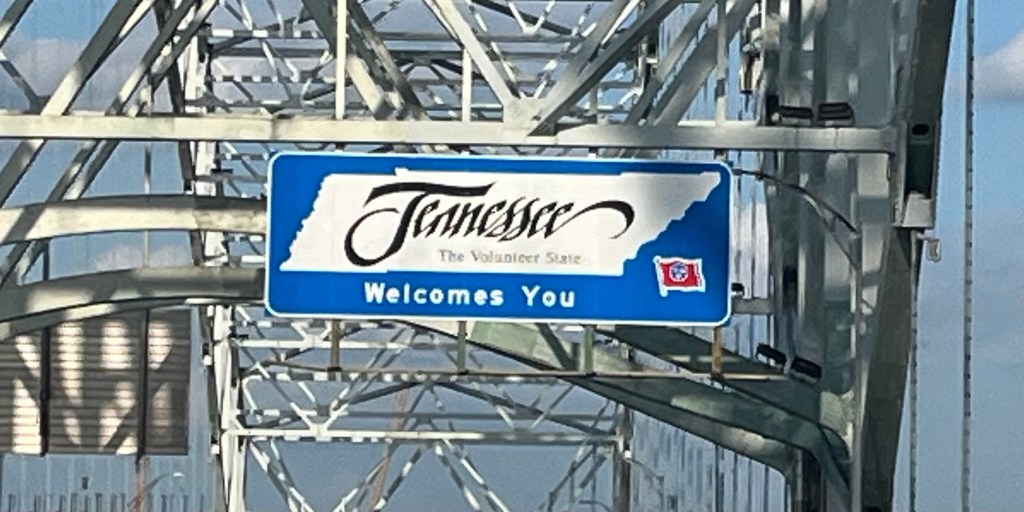 Tennessee
The Volunteer State
Welcomes You